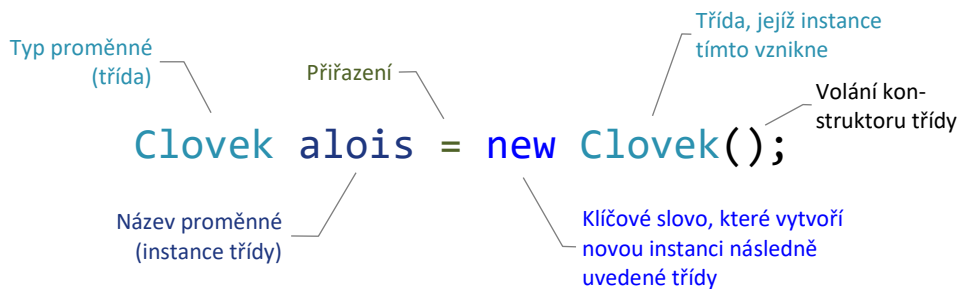 Typ proměnné
(třída)
Přiřazení
Třída, jejíž instance
tímto vznikne
Volání kon-
struktoru třídy
Clovek alois = new Clovek();
Název proměnné
(instance třídy)
Klíčové slovo, které vytvoří
novou instanci následně
uvedené třídy